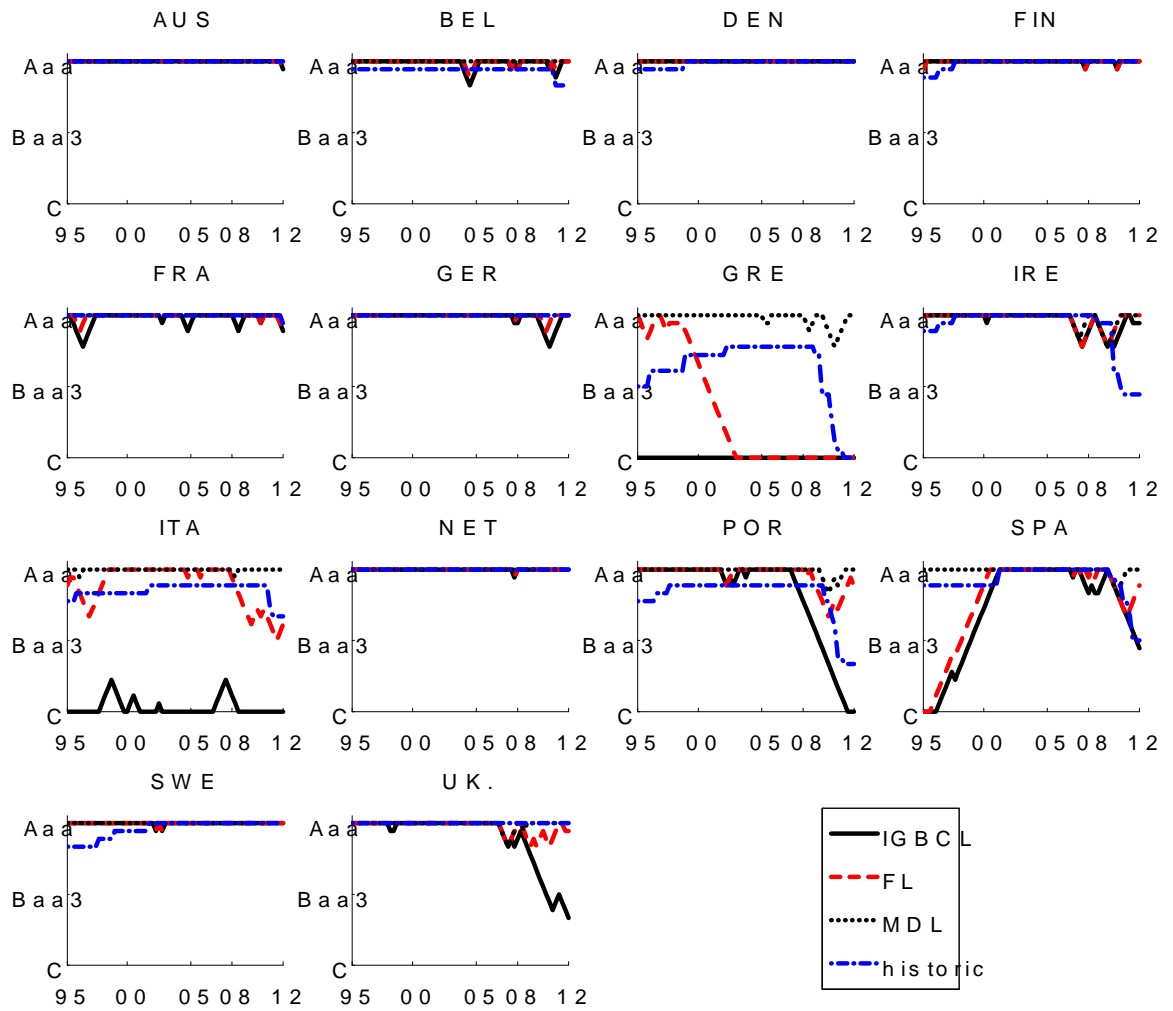 AUS BEL DEN FIN
Aaa Aaa Aaa Aaa
Baa3 Baa3 Baa3 Baa3
C C C C
95 00 05 08 12 95 00 05 08 12 95 00 05 08 12 95 00 05 08 12
FRA GER GRE IRE
Aaa Aaa Aaa Aaa
Baa3 Baa3 Baa3 Baa3
C C C C
95 00 05 08 12 95 00 05 08 12 95 00 05 08 12 95 00 05 08 12
ITA NET POR SPA
Aaa Aaa Aaa Aaa
Baa3 Baa3 Baa3 Baa3
C C C C
95 00 05 08 12 95 00 05 08 12 95 00 05 08 12 95 00 05 08 12
SWE UK.
Aaa Aaa
Baa3 Baa3
C C
95 00 05 08 12 95 00 05 08 12
IGBCL
FL
MDL
historic